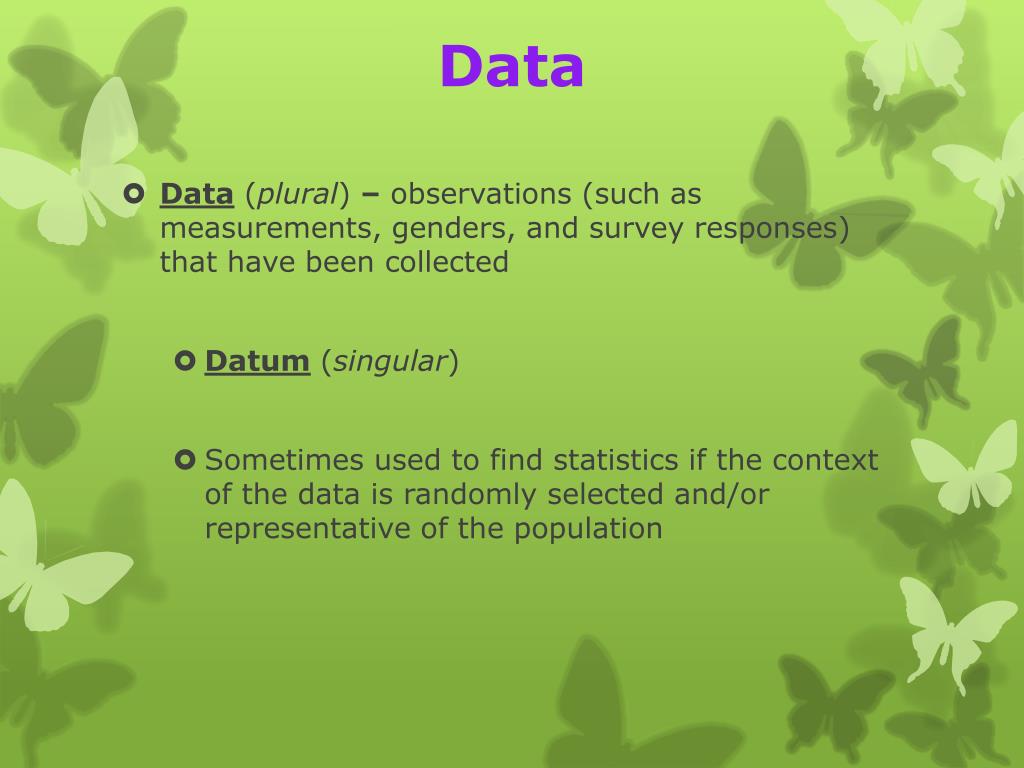 Data
Data (plural) – observations (such as
measurements, genders, and survey responses)
that have been collected
Datum (singular)
Sometimes used to find statistics if the context
of the data is randomly selected and/or
representative of the population